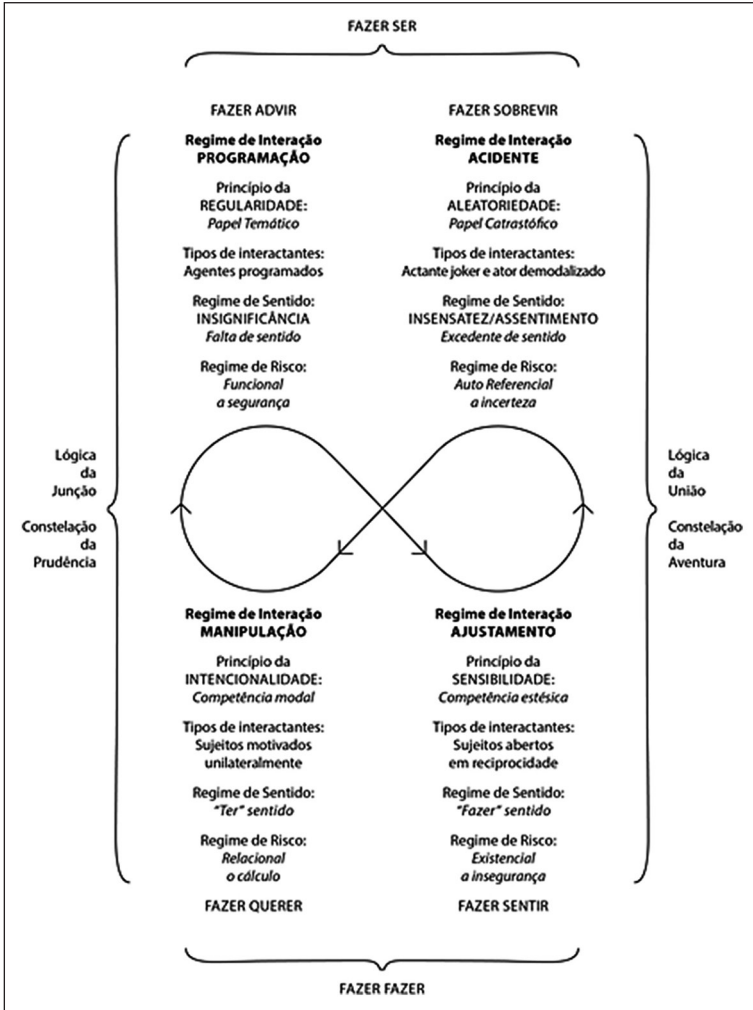 FAZER SER
FAZER ADVIR
Regime de Interação
PROGRAMAÇÃO
Princípio da
REGULARIDADE:
Papel Temático
Tipos de interactantes:
Agentes programados
Regime de Sentido:
INSIGNIFICÂNCIA
Falta de sentido
Regime de Risco:
Funcional
a segurança
FAZER SOBREVIR
Regime de Interação
ACIDENTE
Princípio da
ALEATORIEDADE:
Papel Catrastófico
Tipos de interactantes:
Actante joker e ator demodalizado
Regime de Sentido:
INSENSATEZ/ASSENTIMENTO
Excedente de sentido
Regime de Risco:
Auto Referencial
a incerteza
Lógica
da
Junção
Constelação
da
Prudência
Lógica
da
União
Constelação
da
Aventura
Regime de Interação
MANIPULAÇÃO
Princípio da
INTENCIONALIDADE:
Competência modal
Tipos de interactantes:
Sujeitos motivados
unilateralmente
Regime de Sentido:
"Ter" sentido
Regime de Risco:
Relacional
o cálculo
FAZER QUERER
Regime de Interação
AJUSTAMENTO
Princípio da
SENSIBILIDADE:
Competência estésica
Tipos de interactantes:
Sujeitos abertos
em reciprocidade
Regime de Sentido:
"Fazer" sentido
Regime de Risco:
Existencial
a insegurança
FAZER SENTIR
FAZER FAZER